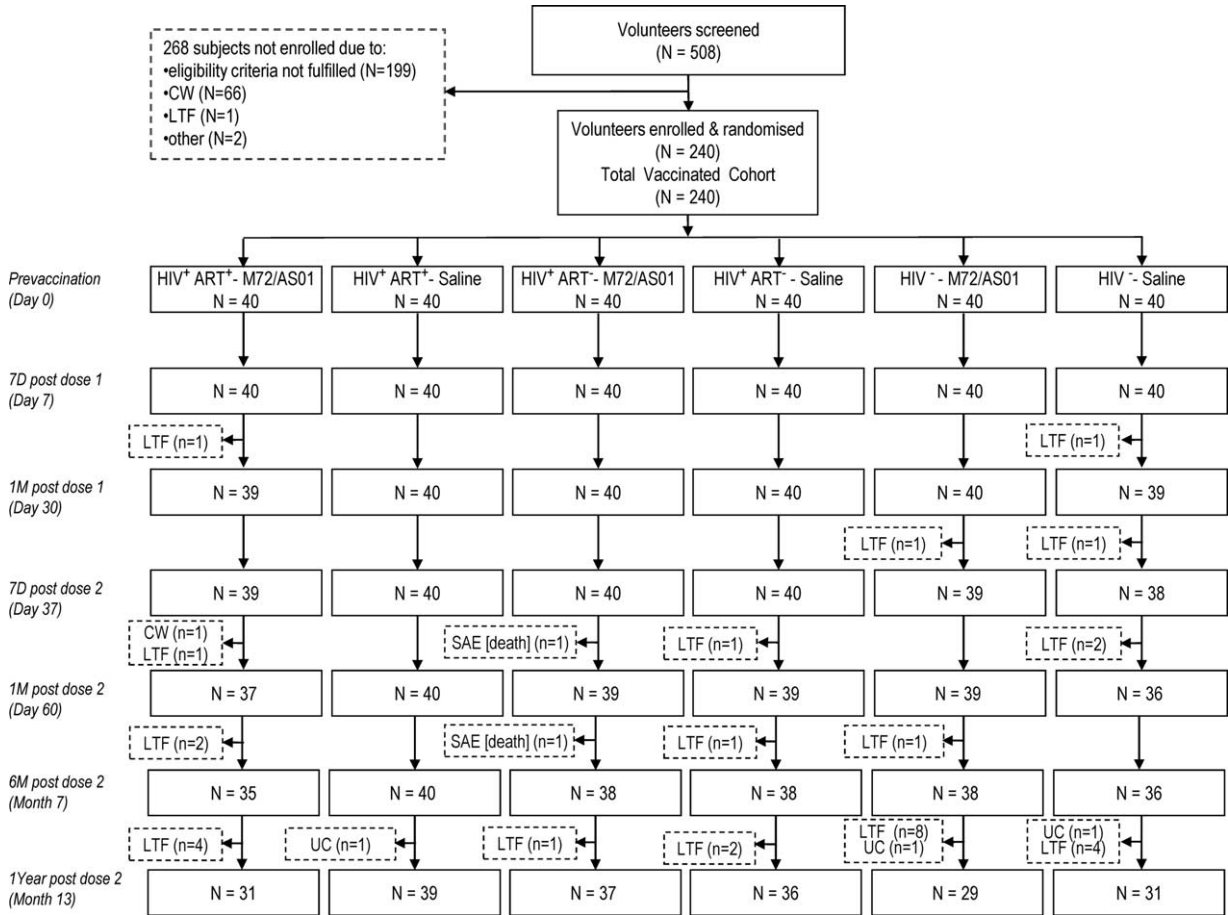 Volunteers screened
(N = 508)
268 subjects not enrolled due to:
•eligibility criteria not fulfilled (N=199)
•CW (N=66)
•LTF (N=1)
•other (N=2)
Volunteers enrolled & randomised
(N = 240)
Total Vaccinated Cohort
(N = 240)
Prevaccination
(Day 0)
HIV⁺ ART⁺- M72/AS01
N = 40
HIV⁺ ART⁺- Saline
N = 40
HIV⁺ ART⁻- M72/AS01
N = 40
HIV⁺ ART⁻- Saline
N = 40
HIV ⁻ - M72/AS01
N = 40
HIV ⁻ - Saline
N = 40
7D post dose 1
(Day 7)
N = 40
N = 40
N = 40
N = 40
N = 40
N = 40
LTF (n=1)
LTF (n=1)
1M post dose 1
(Day 30)
N = 39
N = 40
N = 40
N = 40
N = 40
N = 39
LTF (n=1)
LTF (n=1)
7D post dose 2
(Day 37)
N = 39
N = 40
N = 40
N = 40
N = 39
N = 38
CW (n=1)
LTF (n=1)
SAE [death] (n=1)
LTF (n=1)
LTF (n=2)
1M post dose 2
(Day 60)
N = 37
N = 40
N = 39
N = 39
N = 39
N = 36
LTF (n=2)
SAE [death] (n=1)
LTF (n=1)
LTF (n=1)
6M post dose 2
(Month 7)
N = 35
N = 40
N = 38
N = 38
N = 38
N = 36
LTF (n=4)
UC (n=1)
LTF (n=1)
LTF (n=2)
LTF (n=8)
UC (n=1)
UC (n=1)
LTF (n=4)
1Year post dose 2
(Month 13)
N = 31
N = 39
N = 37
N = 36
N = 29
N = 31